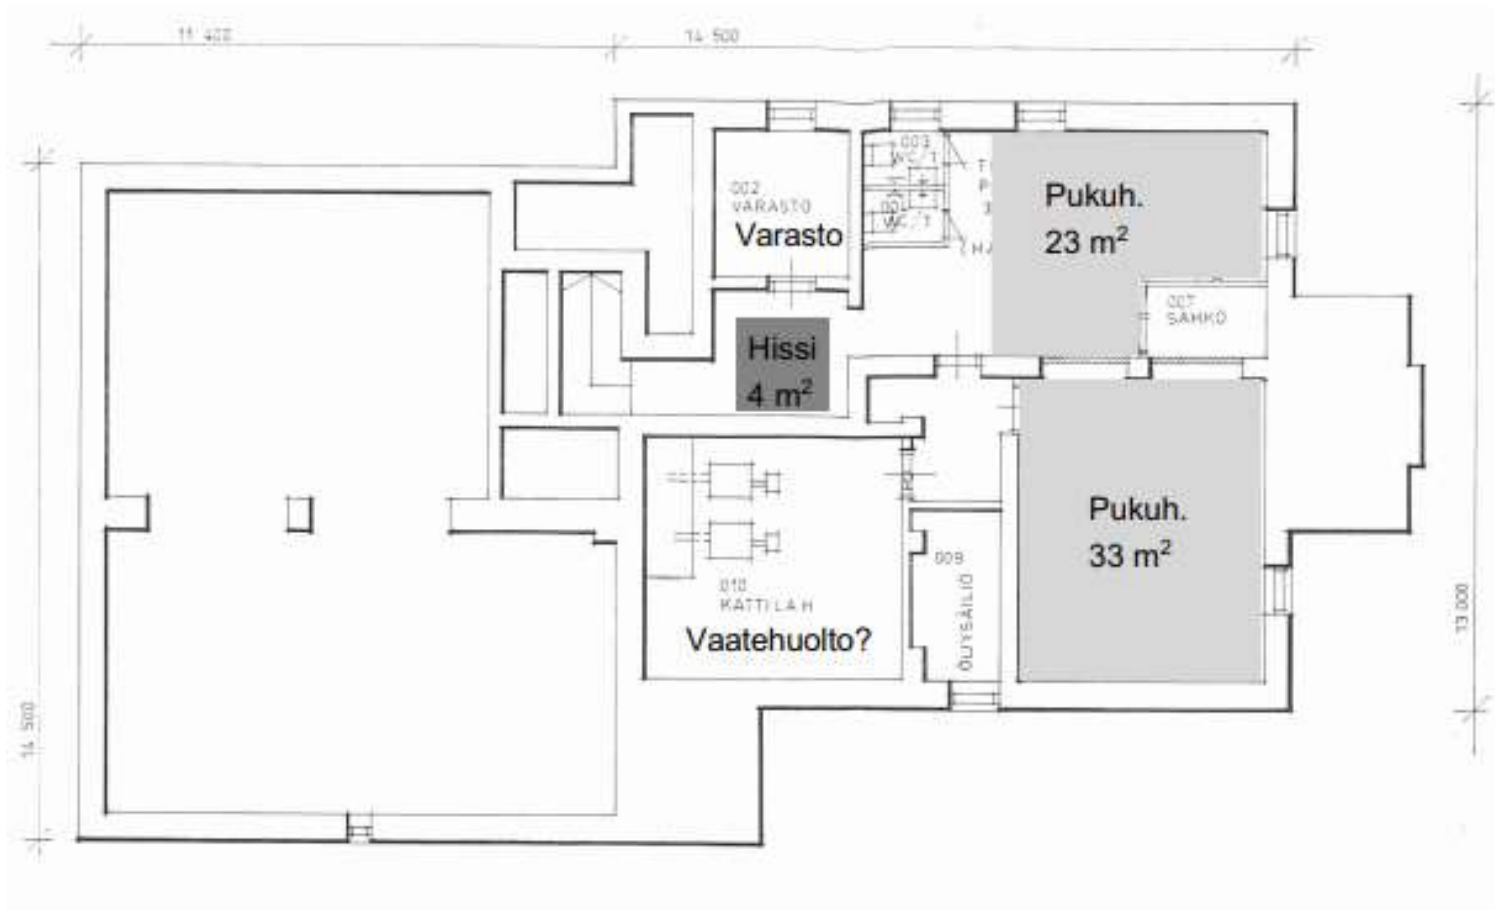 11 400
14 500
003
WC/T
002
VARASTO
Varasto
WC/T
Pukuh.
23 m²
007
SÄHKÖ
Hissi
4 m²
Pukuh.
33 m²
009
ÖLJYSÄILIÖ
010
KATTILAH
Vaatehuolto?
14 500
13 000